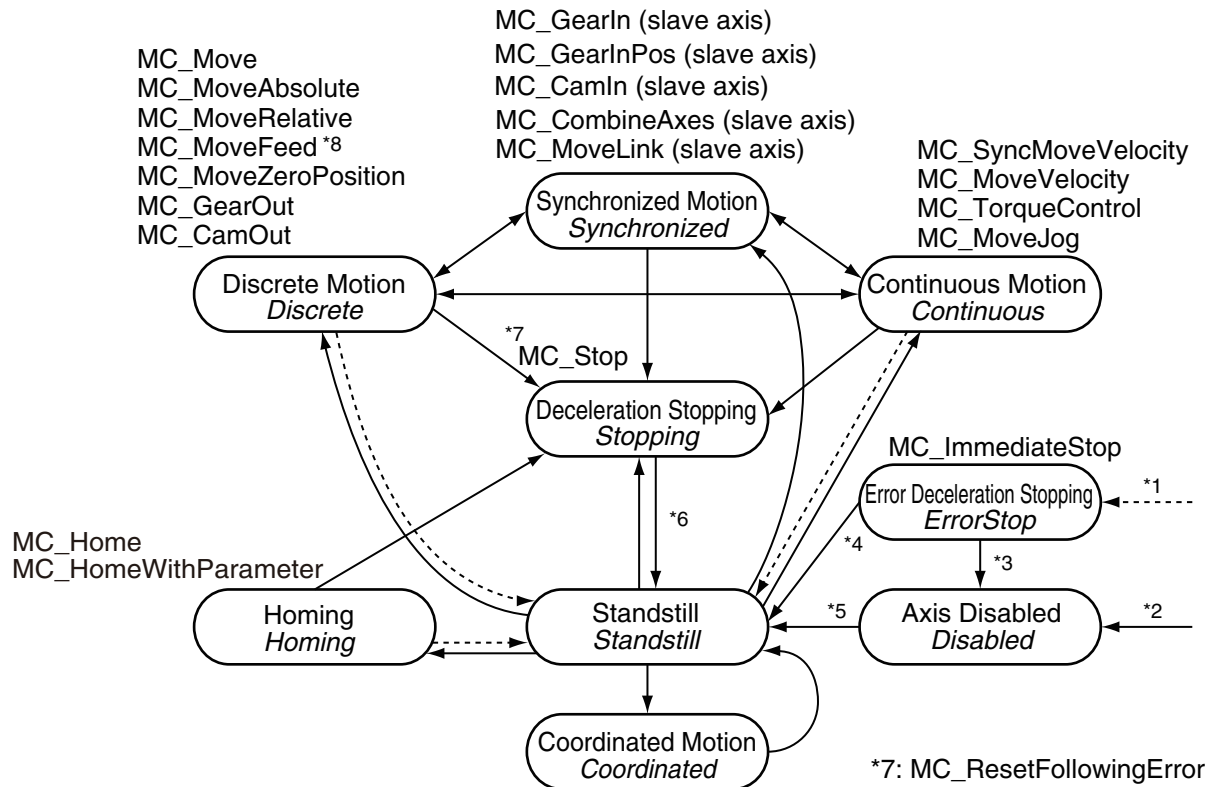 MC_GearIn (slave axis)
MC_GearInPos (slave axis)
MC_CamIn (slave axis)
MC_CombineAxes (slave axis)
MC_MoveLink (slave axis)
MC_Move
MC_MoveAbsolute
MC_MoveRelative
MC_MoveFeed *8
MC_MoveZeroPosition
MC_GearOut
MC_CamOut
MC_SyncMoveVelocity
MC_MoveVelocity
MC_TorqueControl
MC_MoveJog
Synchronized Motion
Synchronized
Discrete Motion
Discrete
Continuous Motion
Continuous
*7
MC_Stop
Deceleration Stopping
Stopping
MC_ImmediateStop
Error Deceleration Stopping
ErrorStop
*1
*6
*4
*3
MC_Home
MC_HomeWithParameter
Homing
Homing
Standstill
Standstill
*5
Axis Disabled
Disabled
*2
Coordinated Motion
Coordinated
*7: MC_ResetFollowingError